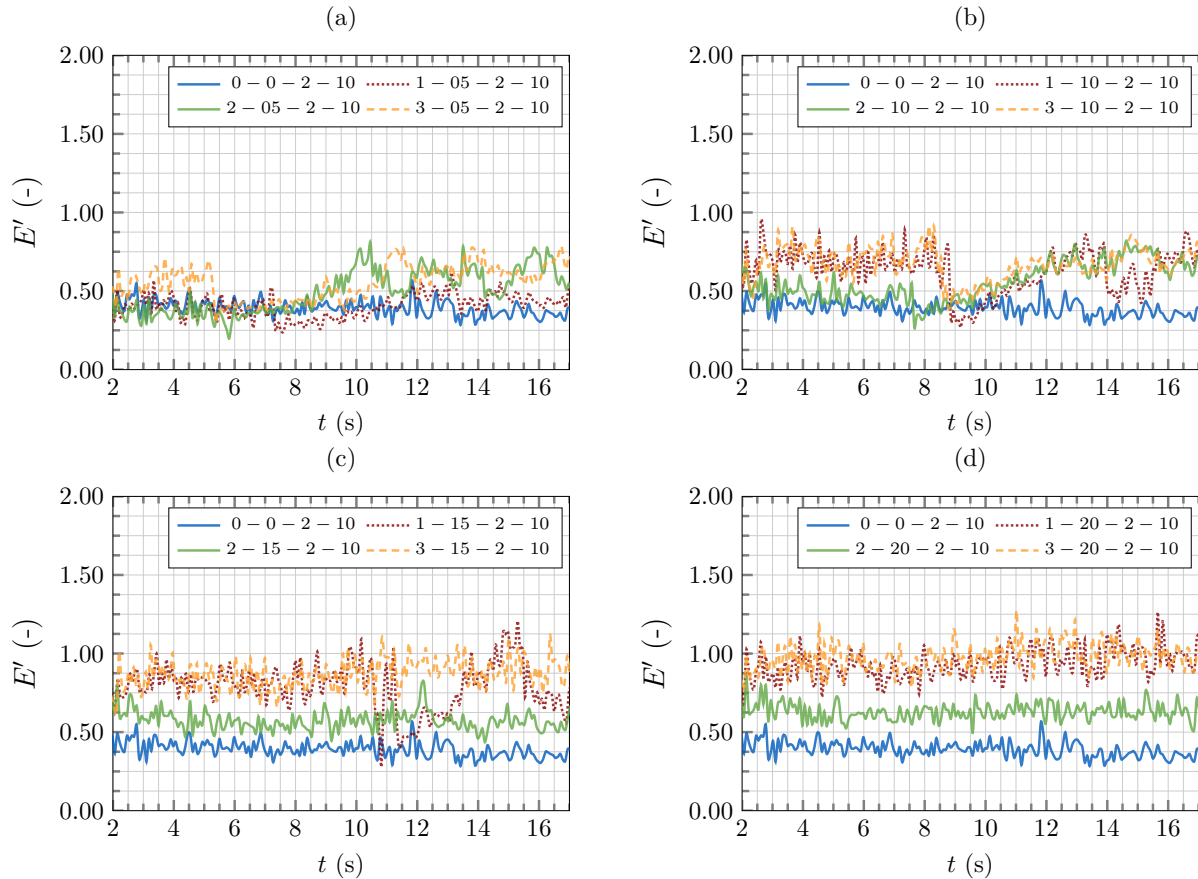 (a)
2.00
1.50
1.00
0.50
0.00
E′ (-)
0 − 0 − 2 − 10 1 − 05 − 2 − 10
2 − 05 − 2 − 10 3 − 05 − 2 − 10
2 4 6 8 10 12 14 16
t (s)
(b)
2.00
1.50
1.00
0.50
0.00
E′ (-)
0 − 0 − 2 − 10 1 − 10 − 2 − 10
2 − 10 − 2 − 10 3 − 10 − 2 − 10
2 4 6 8 10 12 14 16
t (s)
(c)
2.00
1.50
1.00
0.50
0.00
E′ (-)
0 − 0 − 2 − 10 1 − 15 − 2 − 10
2 − 15 − 2 − 10 3 − 15 − 2 − 10
2 4 6 8 10 12 14 16
t (s)
(d)
2.00
1.50
1.00
0.50
0.00
E′ (-)
0 − 0 − 2 − 10 1 − 20 − 2 − 10
2 − 20 − 2 − 10 3 − 20 − 2 − 10
2 4 6 8 10 12 14 16
t (s)